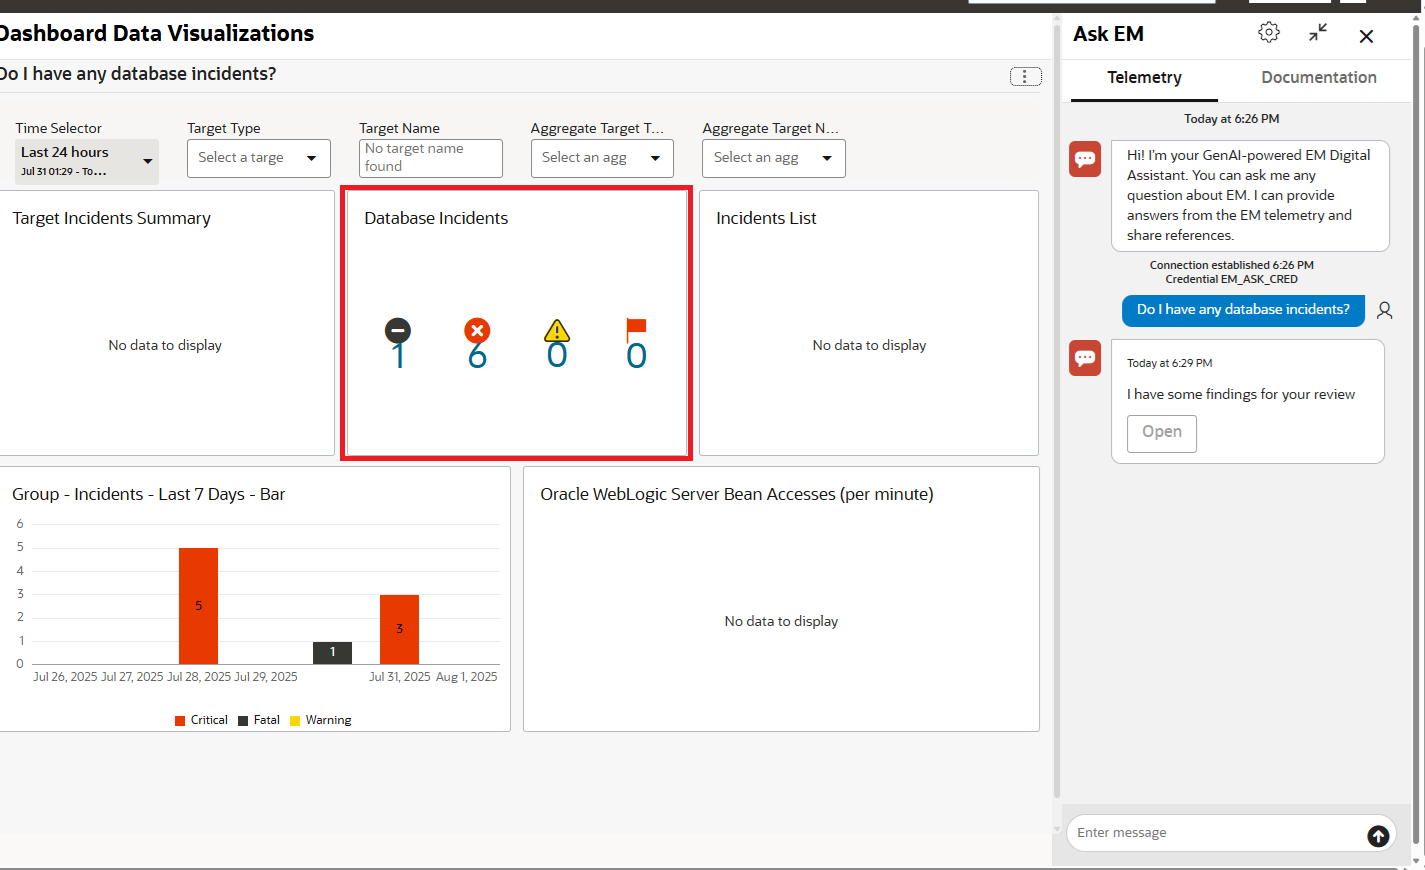 Dashboard Data Visualizations
Do I have any database incidents?
Time Selector
Last 24 hours
Jul 31 01:29 - To...
Target Type
Select a targe
Target Name
No target name
found
Aggregate Target T...
Select an agg
Aggregate Target N...
Select an agg
Target Incidents Summary
No data to display
Database Incidents
1 6 0 0
Incidents List
No data to display
Group - Incidents - Last 7 Days - Bar
6
5
4
3
2
1
0
5
1
3
Jul 26, 2025 Jul 27, 2025 Jul 28, 2025 Jul 29, 2025 Jul 31, 2025 Aug 1, 2025
Critical Fatal Warning
Oracle WebLogic Server Bean Accesses (per minute)
No data to display
Ask EM
Telemetry Documentation
Today at 6:26 PM
Hi! I'm your GenAI-powered EM Digital
Assistant. You can ask me any
question about EM. I can provide
answers from the EM telemetry and
share references.
Connection established 6:26 PM
Credential EM_ASK_CRED
Do I have any database incidents?
Today at 6:29 PM
I have some findings for your review
Open
Enter message